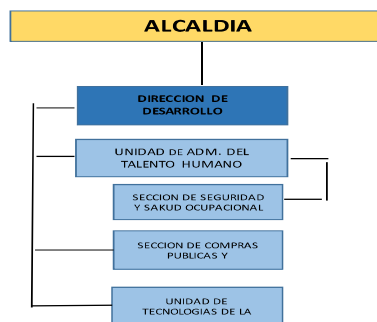 ALCALDIA
DIRECCION DE
DESARROLLO
UNIDAD DE ADM. DEL
TALENTO HUMANO
SECCION DE SEGURIDAD
Y SAKUD OCUPACIONAL
SECCION DE COMPRAS
PUBLICAS Y
UNIDAD DE
TECNOLOGIAS DE LA